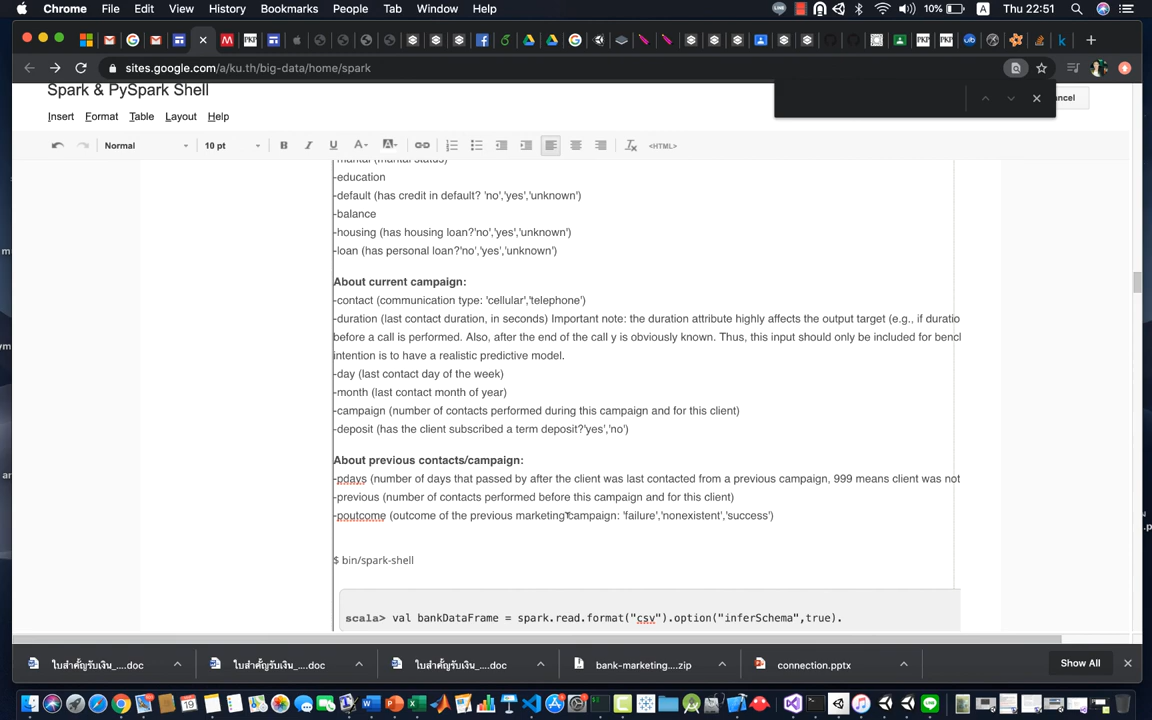 Chrome File Edit View History Bookmarks People Tab Window Help 10% A Thu 22:51
sites.google.com/a/ku.th/big-data/home/spark
Spark & PySpark Shell
ncel
Insert Format Table Layout Help
Normal 10 pt B I U A A <HTML>
-marital (marital status)
-education
-default (has credit in default? 'no','yes','unknown')
-balance
-housing (has housing loan?'no','yes','unknown')
-loan (has personal loan?'no','yes','unknown')
About current campaign:
-contact (communication type: 'cellular','telephone')
-duration (last contact duration, in seconds) Important note: the duration attribute highly affects the output target (e.g., if duratio
before a call is performed. Also, after the end of the call y is obviously known. Thus, this input should only be included for bencl
intention is to have a realistic predictive model.
-day (last contact day of the week)
-month (last contact month of year)
-campaign (number of contacts performed during this campaign and for this client)
-deposit (has the client subscribed a term deposit?'yes','no')
About previous contacts/campaign:
-pdays (number of days that passed by after the client was last contacted from a previous campaign, 999 means client was not
-previous (number of contacts performed before this campaign and for this client)
-poutcome (outcome of the previous marketing campaign: 'failure','nonexistent','success')
$ bin/spark-shell
scala> val bankDataFrame = spark.read.format("csv").option("inferSchema",true).
ใบสำคัญรับเงิน_....doc ใบสำคัญรับเงิน_....doc ใบสำคัญรับเงิน_....doc bank-marketing....zip connection.pptx Show All